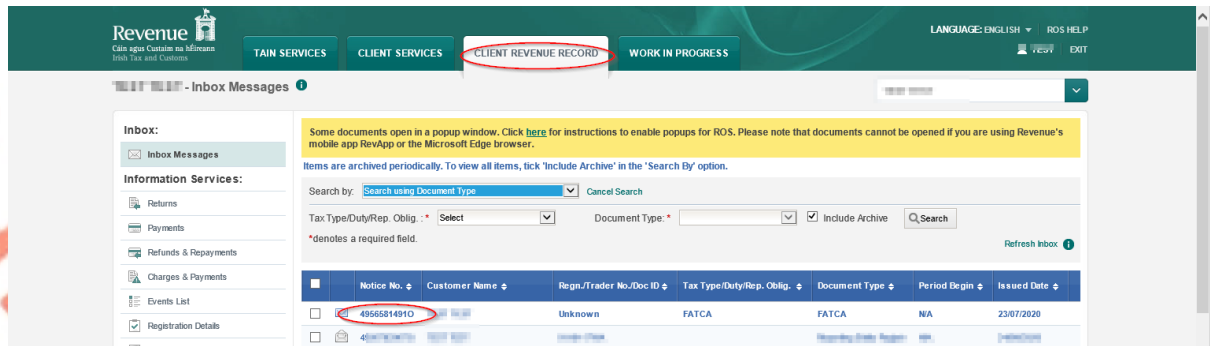 Revenue
Cáin agus Custaim na hÉireann
Irish Tax and Customs
LANGUAGE: ENGLISH ROS HELP
EXIT
TAIN SERVICES CLIENT SERVICES CLIENT REVENUE RECORD WORK IN PROGRESS
- Inbox Messages
Inbox:
Inbox Messages
Information Services:
Returns
Payments
Refunds & Repayments
Charges & Payments
Events List
Registration Details
Some documents open in a popup window. Click here for instructions to enable popups for ROS. Please note that documents cannot be opened if you are using Revenue's
mobile app RevApp or the Microsoft Edge browser.
Items are archived periodically. To view all items, tick 'Include Archive' in the 'Search By' option.
Search by: Search using Document Type Cancel Search
Tax Type/Duty/Rep. Oblig. : * Select Document Type: * Include Archive Search
*denotes a required field.
Refresh Inbox
Notice No. Customer Name Regn./Trader No./Doc ID Tax Type/Duty/Rep. Oblig. Document Type Period Begin Issued Date
4956581491O Unknown FATCA FATCA N/A 23/07/2020